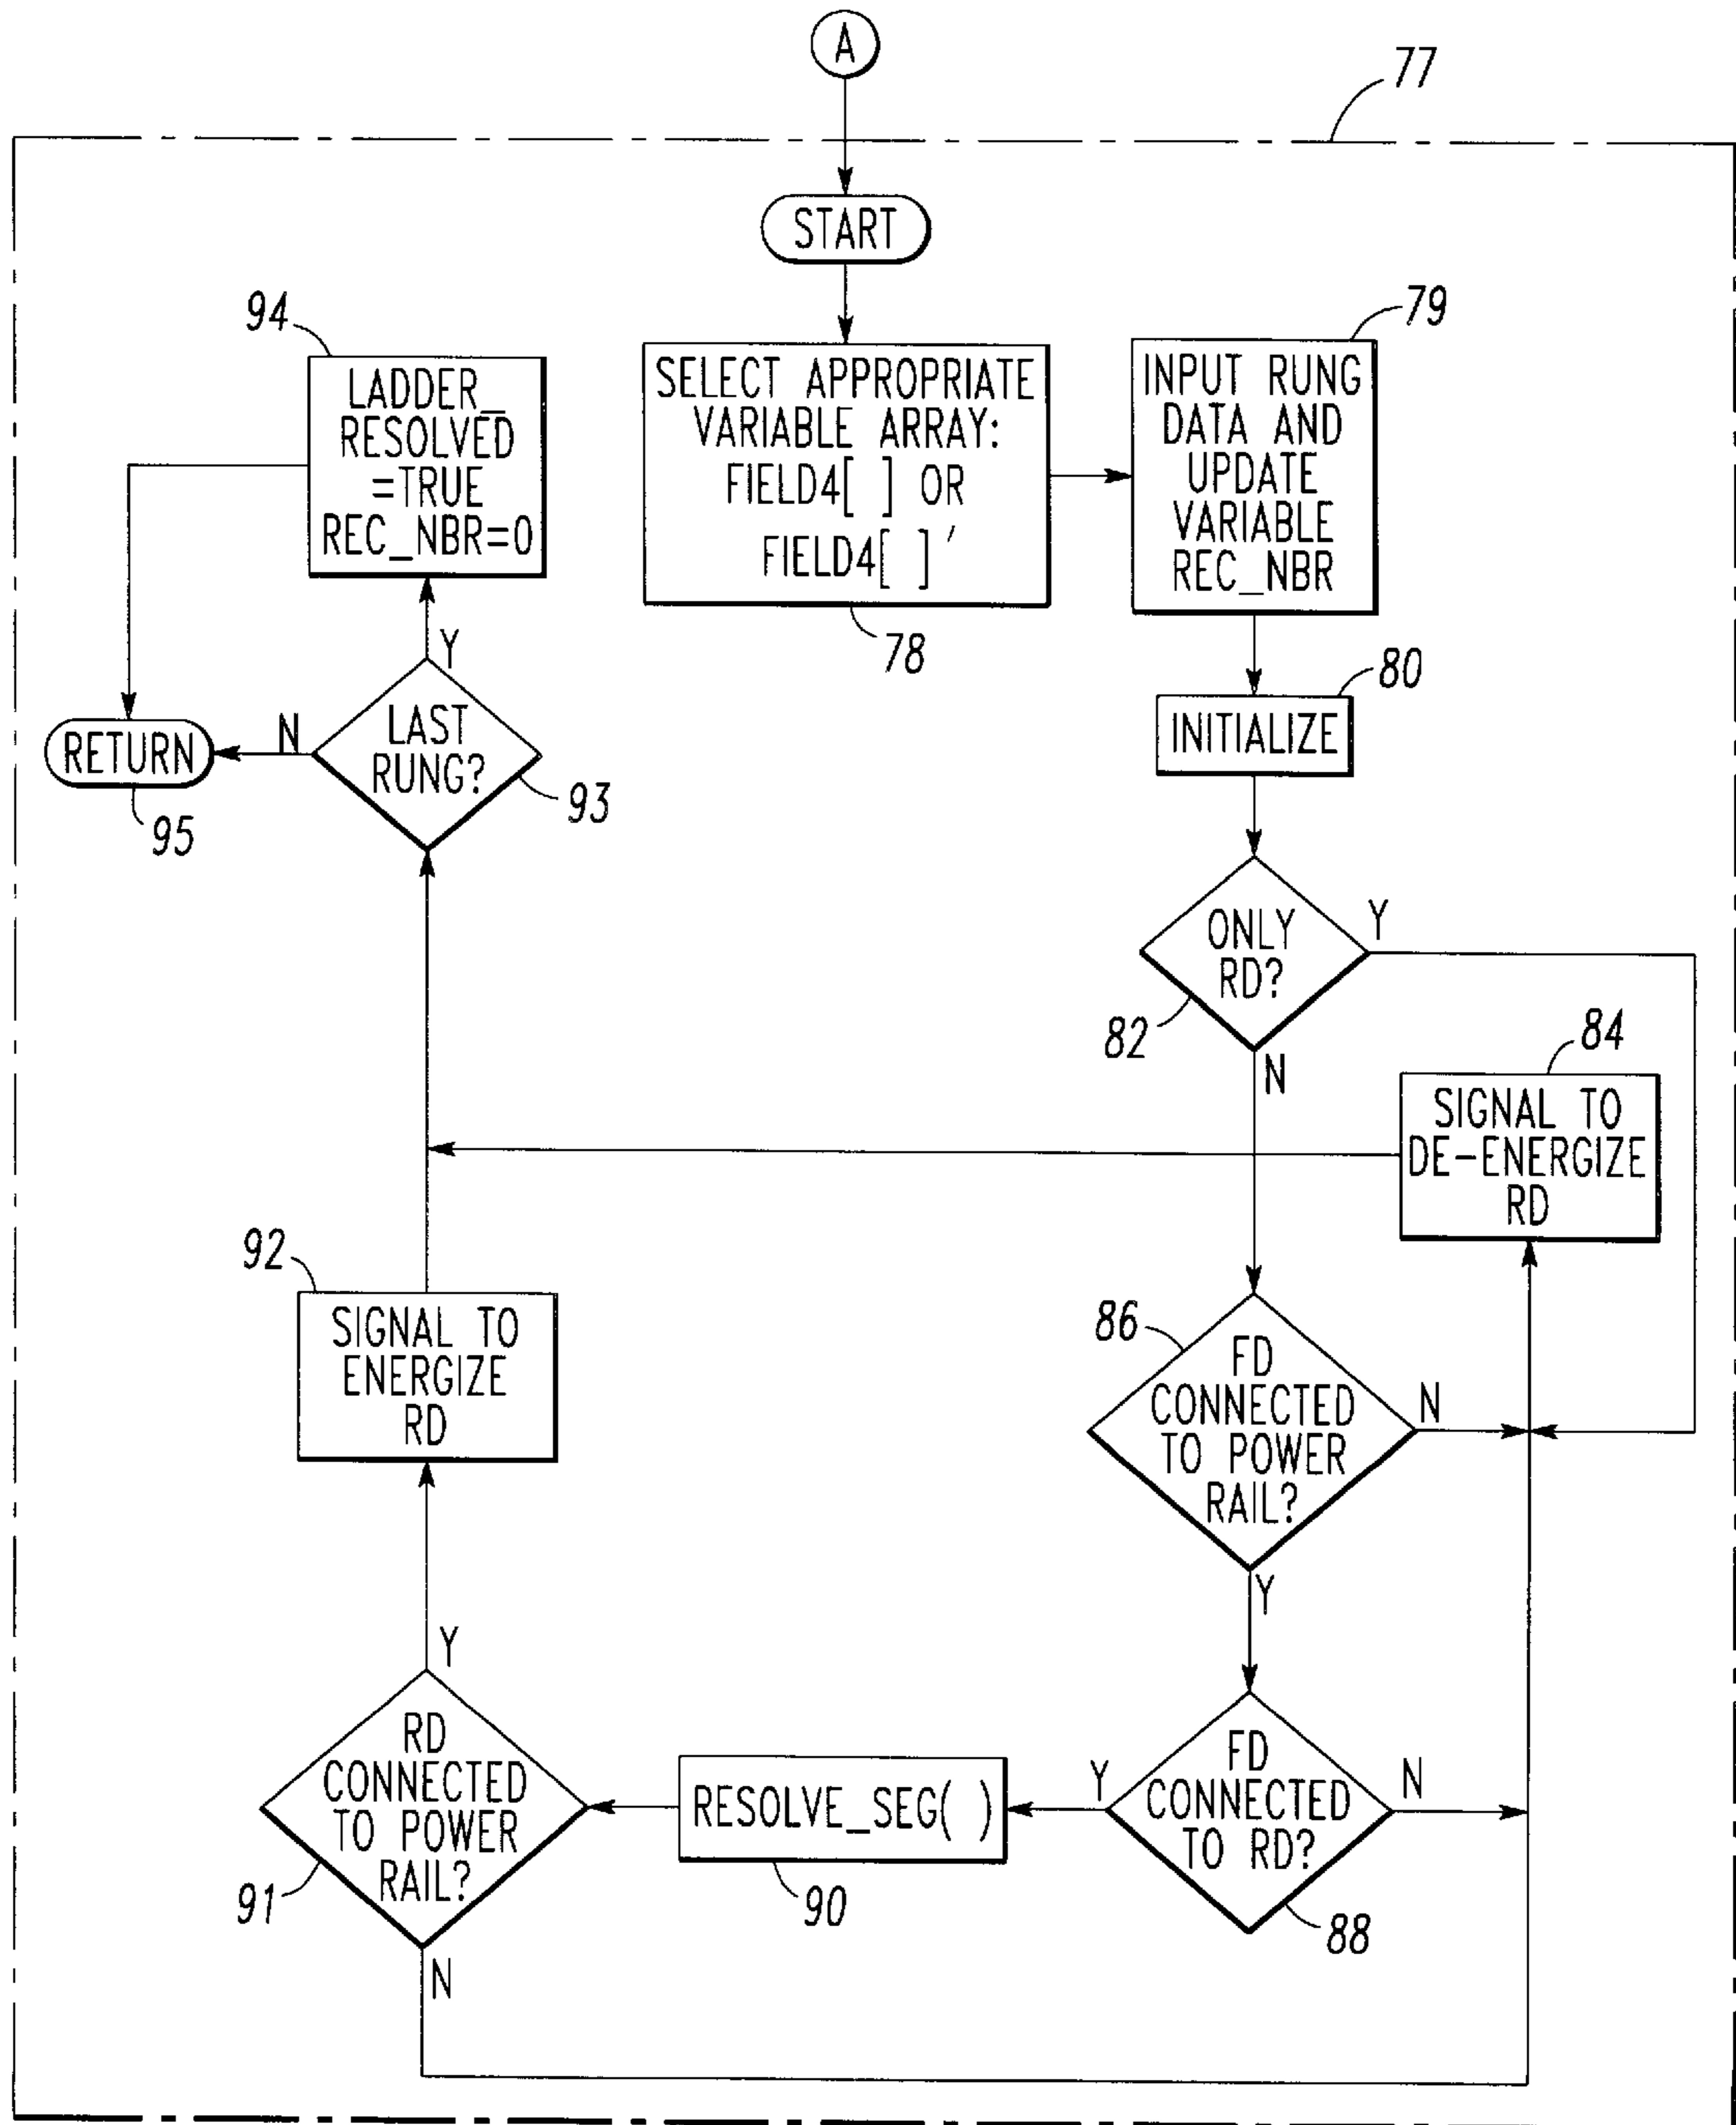 A
77
START
94
LADDER_
RESOLVED
=TRUE
REC_NBR=0
SELECT APPROPRIATE
VARIABLE ARRAY:
FIELD4[ ] OR
FIELD4[ ]'
78
79
INPUT RUNG
DATA AND
UPDATE
VARIABLE
REC_NBR
80
INITIALIZE
Y
LAST
RUNG?
93
N
RETURN
95
ONLY
RD?
82
Y
N
84
SIGNAL TO
DE-ENERGIZE
RD
92
SIGNAL TO
ENERGIZE
RD
86
FD
CONNECTED
TO POWER
RAIL?
N
Y
Y
RD
CONNECTED
TO POWER
RAIL?
91
N
RESOLVE_SEG( )
90
Y
FD
CONNECTED
TO RD?
88
N